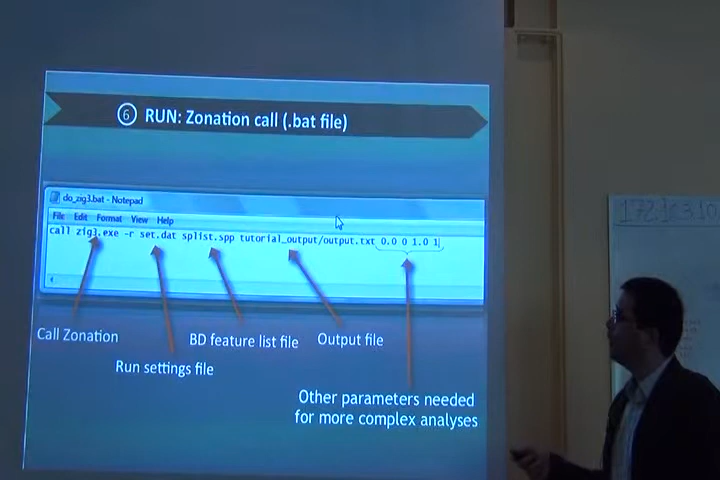 6 RUN: Zonation call (.bat file)
do_zig3.bat - Notepad
File Edit Format View Help
call zig3.exe -r set.dat splist.spp tutorial_output/output.txt 0.0 0 1.0 1
Call Zonation
BD feature list file
Output file
Run settings file
Other parameters needed
for more complex analyses